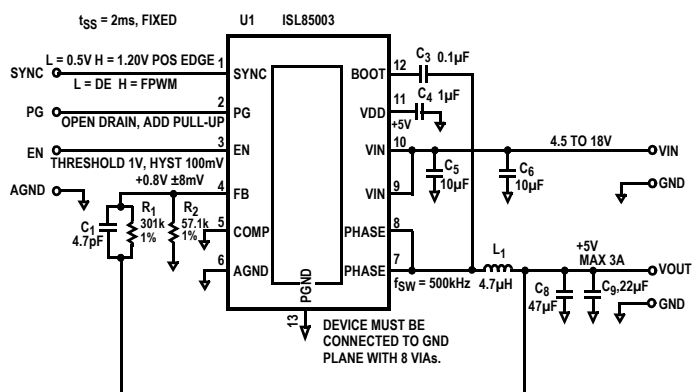 tSS = 2ms, FIXED
U1 ISL85003
SYNC
L = 0.5V H = 1.20V POS EDGE
L = DE H = FPWM
1
SYNC
PG
OPEN DRAIN, ADD PULL-UP
2
PG
EN
THRESHOLD 1V, HYST 100mV
3
EN
AGND
+0.8V ±8mV
4
FB
C1
4.7pF
R1
301k
1%
R2
57.1k
1%
5
COMP
6
AGND
PGND
13
DEVICE MUST BE
CONNECTED TO GND
PLANE WITH 8 VIAs.
BOOT
12
C3 0.1µF
VDD
11
C4 1µF
+5V
VIN
10
4.5 TO 18V
VIN
C5
10µF
C6
10µF
GND
VIN
9
PHASE
8
PHASE
7
fSW = 500kHz
L1
4.7µH
+5V
MAX 3A
VOUT
C8
47µF
C9,22µF
GND